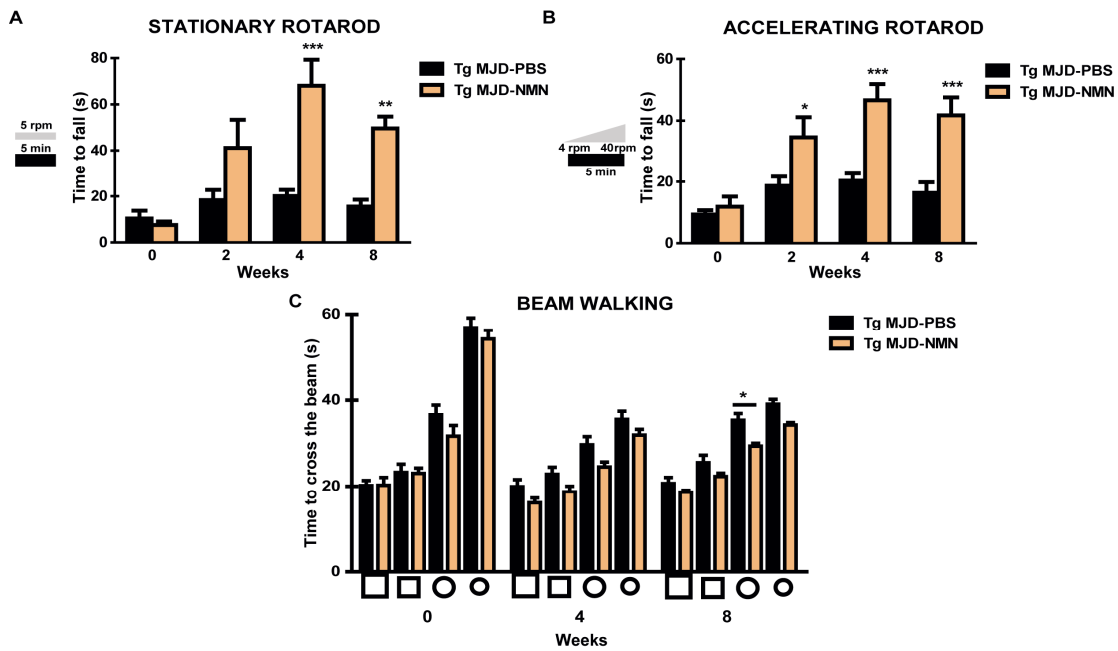 A
STATIONARY ROTAROD
Tg MJD-PBS
Tg MJD-NMN
5 rpm
5 min
Time to fall (s)
80
60
40
20
0
***
**
0 2 4 8
Weeks
B
ACCELERATING ROTAROD
Tg MJD-PBS
Tg MJD-NMN
4 rpm 40rpm
5 min
Time to fall (s)
60
40
20
0
*
***
***
0 2 4 8
Weeks
C
BEAM WALKING
Tg MJD-PBS
Tg MJD-NMN
Time to cross the beam (s)
60
40
20
0
*
0 4 8
Weeks